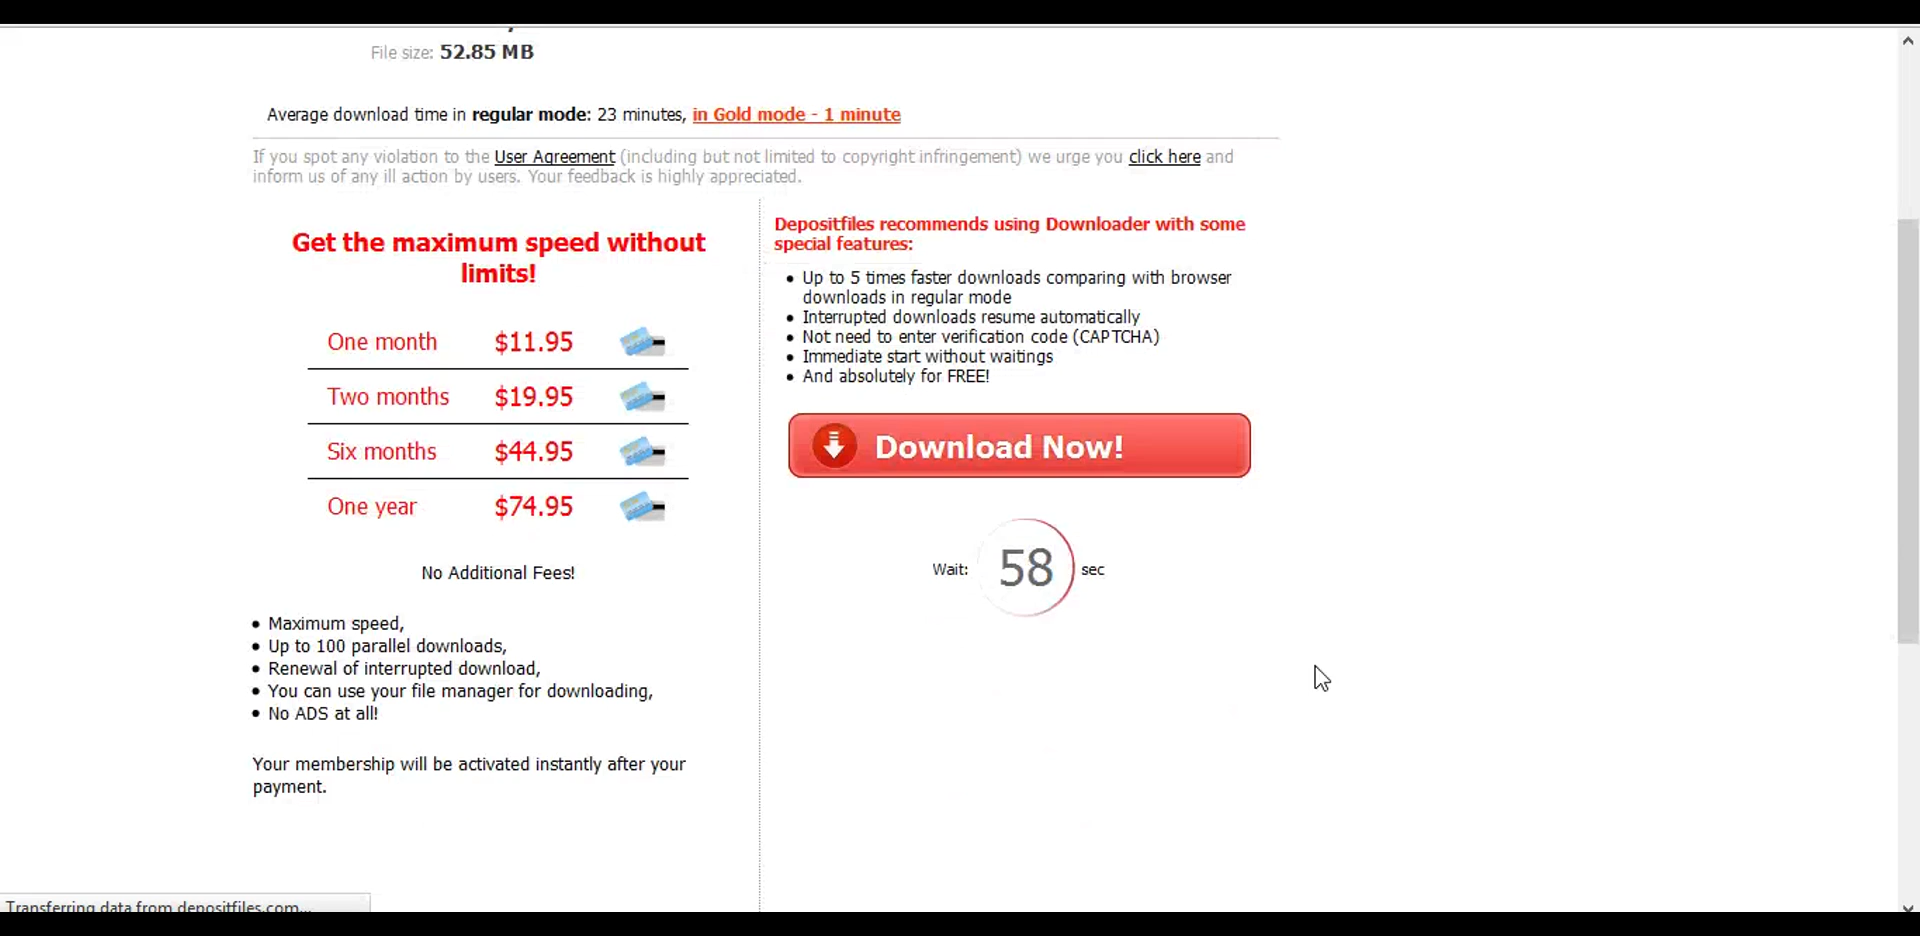 File size: 52.85 MB
Average download time in regular mode: 23 minutes, in Gold mode - 1 minute
If you spot any violation to the User Agreement (including but not limited to copyright infringement) we urge you click here and
inform us of any ill action by users. Your feedback is highly appreciated.
Get the maximum speed without
limits!
One month $11.95
Two months $19.95
Six months $44.95
One year $74.95
No Additional Fees!
Maximum speed,
Up to 100 parallel downloads,
Renewal of interrupted download,
You can use your file manager for downloading,
No ADS at all!
Your membership will be activated instantly after your
payment.
Depositfiles recommends using Downloader with some
special features:
Up to 5 times faster downloads comparing with browser
downloads in regular mode
Interrupted downloads resume automatically
Not need to enter verification code (CAPTCHA)
Immediate start without waitings
And absolutely for FREE!
Download Now!
Wait: 58 sec
Transferring data from depositfiles.com...